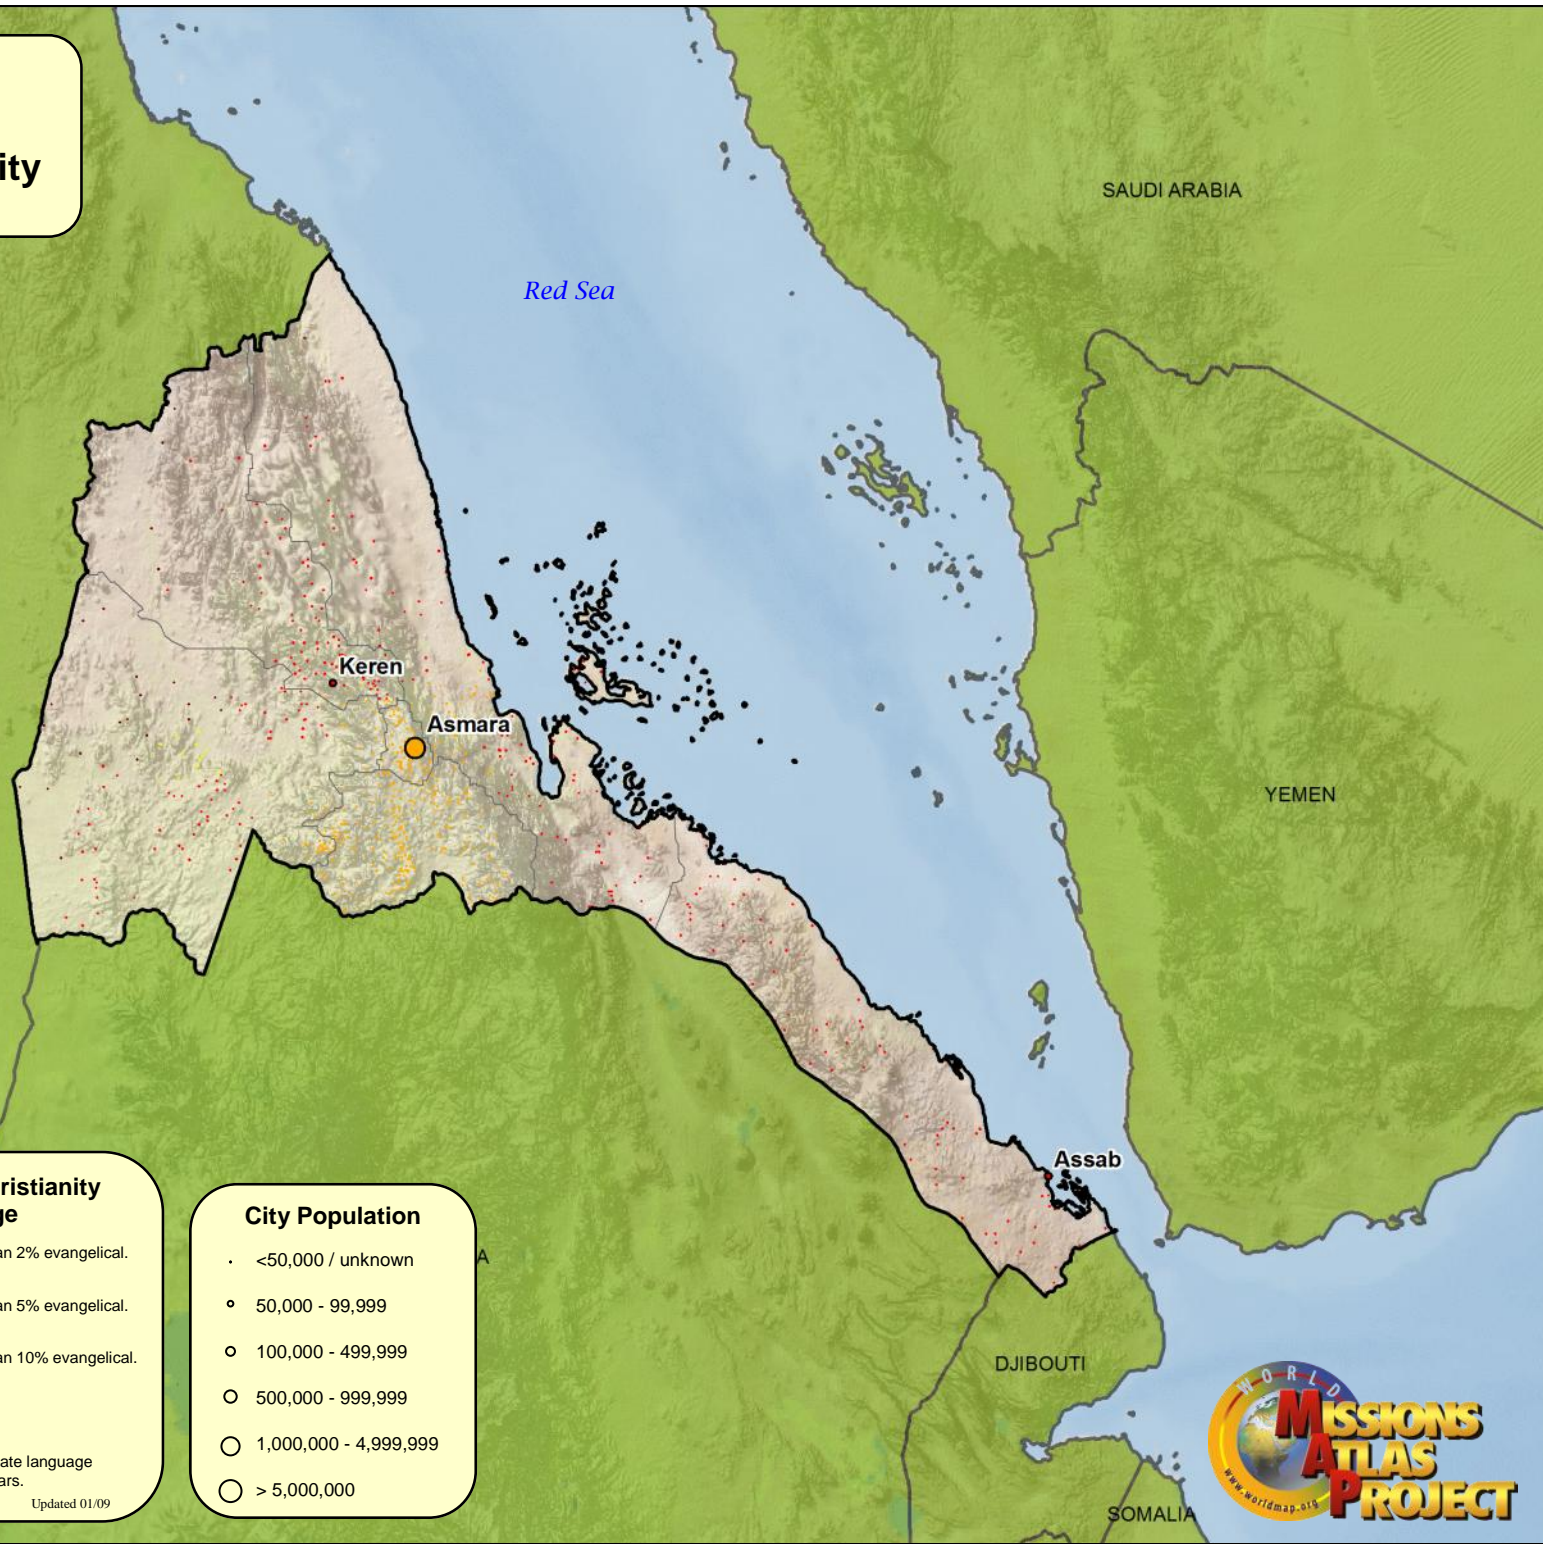 ity
SAUDI ARABIA
Red Sea
Keren
Asmara
YEMEN
Assab
ristianity
ge
an 2% evangelical.
an 5% evangelical.
an 10% evangelical.
ate language
ars.
Updated 01/09
City Population
<50,000 / unknown
50,000 - 99,999
100,000 - 499,999
500,000 - 999,999
1,000,000 - 4,999,999
> 5,000,000
A
DJIBOUTI
SOMALIA
WORLD
MISSIONS
ATLAS
PROJECT
www.worldmap.org